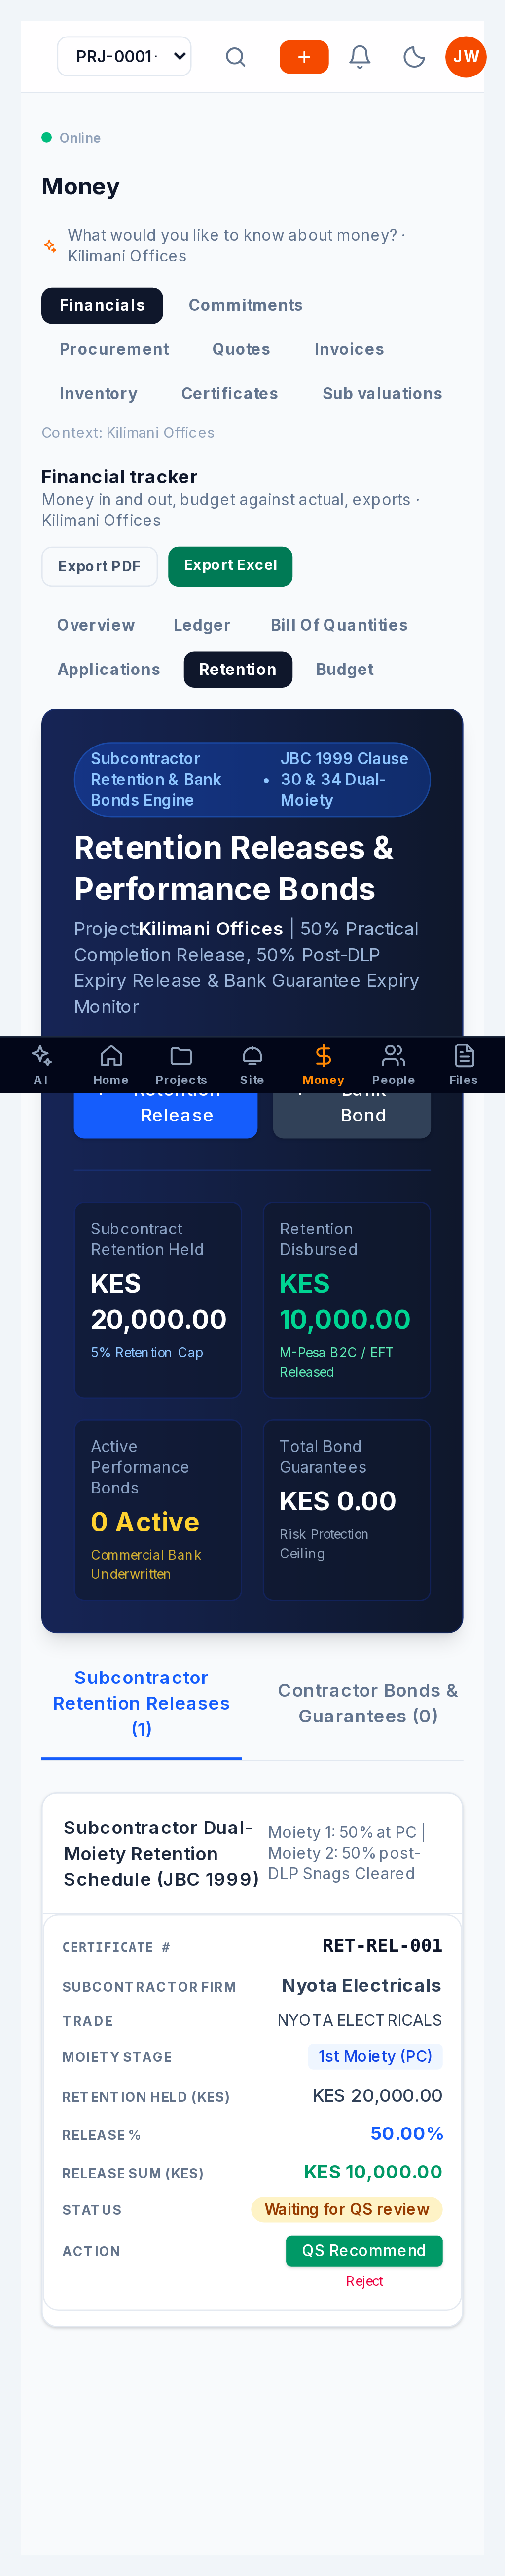 PRJ-0001 ·
JW
Online
Money
What would you like to know about money? ·
Kilimani Offices
Financials
Commitments
Procurement
Quotes
Invoices
Inventory
Certificates
Sub valuations
Context: Kilimani Offices
Financial tracker
Money in and out, budget against actual, exports ·
Kilimani Offices
Export PDF
Export Excel
Overview
Ledger
Bill Of Quantities
Applications
Retention
Budget
Subcontractor
Retention & Bank
Bonds Engine
•
JBC 1999 Clause
30 & 34 Dual-
Moiety
Retention Releases &
Performance Bonds
Project:Kilimani Offices | 50% Practical
Completion Release, 50% Post-DLP
Expiry Release & Bank Guarantee Expiry
Monitor
AI
Home
Projects
Site
Money
People
Files
Release
Bond
Subcontract
Retention Held
KES
20,000.00
5% Retention Cap
Retention
Disbursed
KES
10,000.00
M-Pesa B2C / EFT
Released
Active
Performance
Bonds
0 Active
Commercial Bank
Underwritten
Total Bond
Guarantees
KES 0.00
Risk Protection
Ceiling
Subcontractor
Retention Releases
(1)
Contractor Bonds &
Guarantees (0)
Subcontractor Dual-
Moiety Retention
Schedule (JBC 1999)
Moiety 1: 50% at PC |
Moiety 2: 50% post-
DLP Snags Cleared
CERTIFICATE #
RET-REL-001
SUBCONTRACTOR FIRM
Nyota Electricals
TRADE
NYOTA ELECTRICALS
MOIETY STAGE
1st Moiety (PC)
RETENTION HELD (KES)
KES 20,000.00
RELEASE %
50.00%
RELEASE SUM (KES)
KES 10,000.00
STATUS
Waiting for QS review
ACTION
QS Recommend
Reject